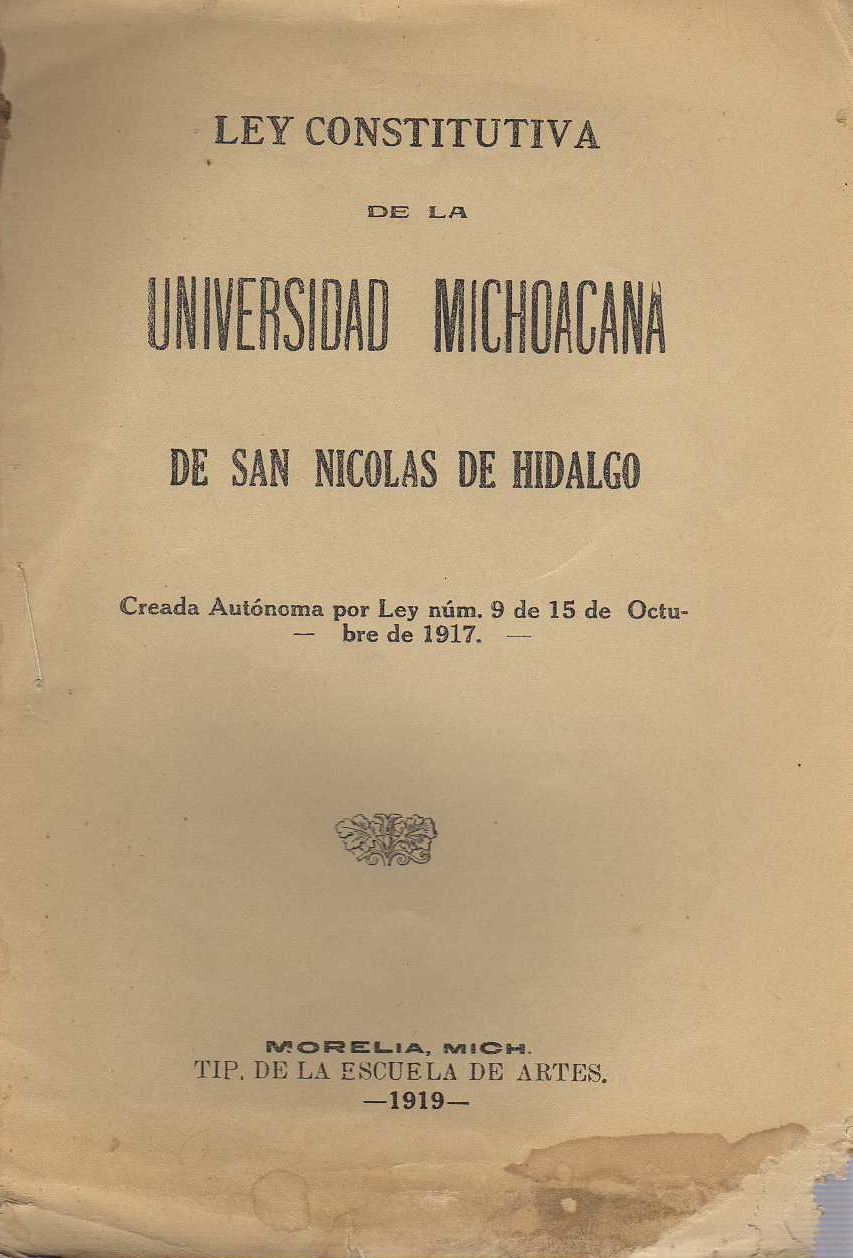 LEY CONSTITUTIVA
DE LA
UNIVERSIDAD MICHOACANA
DE SAN NICOLAS DE HIDALGO
Creada Autónoma por Ley núm. 9 de 15 de Octu-
— bre de 1917. —
MORELIA, MICH.
TIP. DE LA ESCUELA DE ARTES.
—1919—